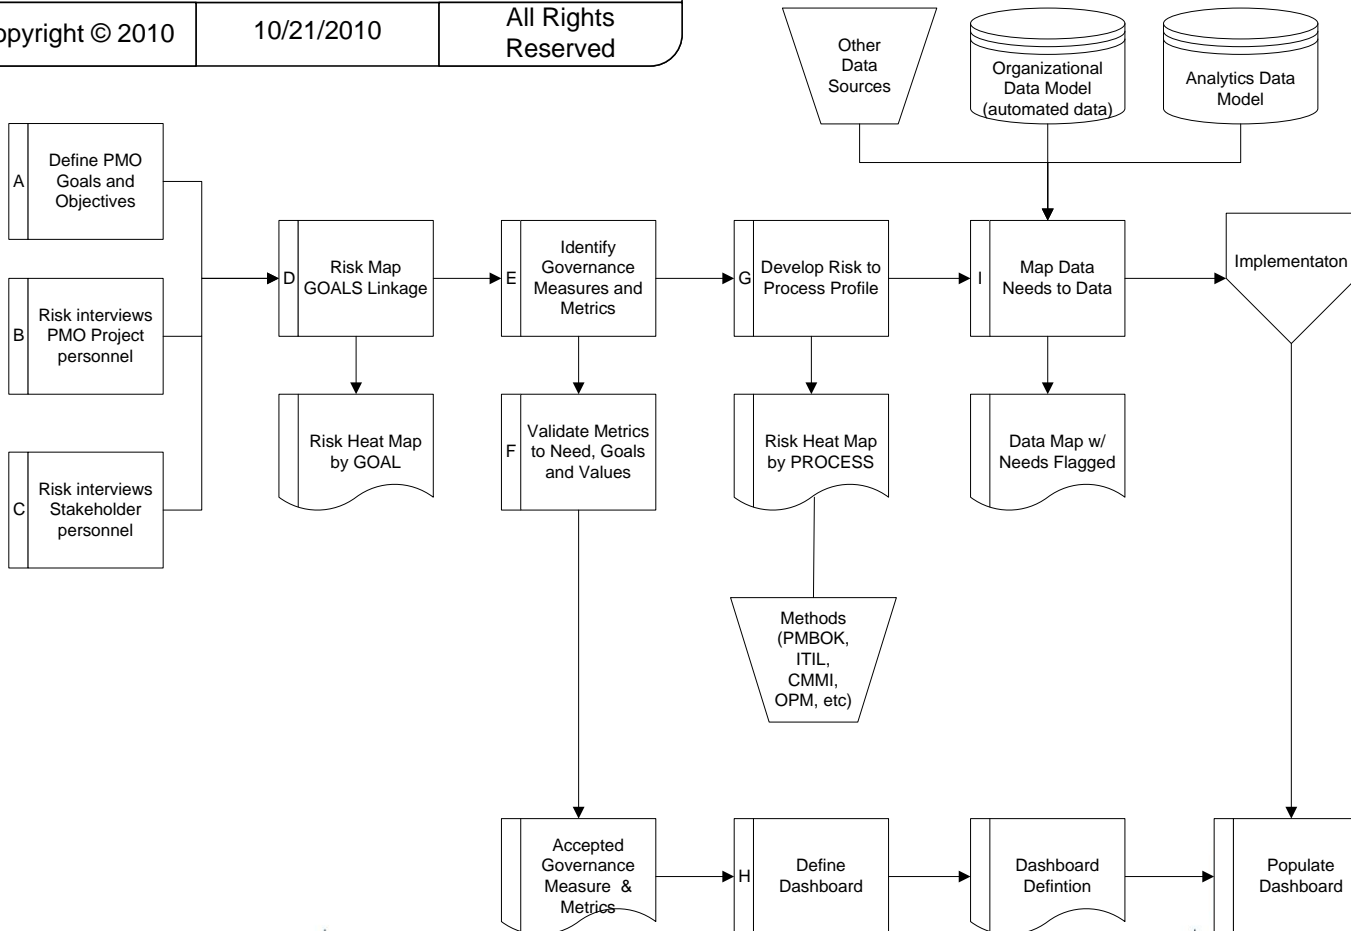 opyright © 2010
10/21/2010
All Rights
Reserved
Other
Data
Sources
Organizational
Data Model
(automated data)
Analytics Data
Model
A
Define PMO
Goals and
Objectives
B
Risk interviews
PMO Project
personnel
C
Risk interviews
Stakeholder
personnel
D
Risk Map
GOALS Linkage
E
Identify
Governance
Measures and
Metrics
G
Develop Risk to
Process Profile
I
Map Data
Needs to Data
Implementaton
Risk Heat Map
by GOAL
F
Validate Metrics
to Need, Goals
and Values
Risk Heat Map
by PROCESS
Data Map w/
Needs Flagged
Methods
(PMBOK,
ITIL,
CMMI,
OPM, etc)
Accepted
Governance
Measure &
Metrics
H
Define
Dashboard
Dashboard
Defintion
Populate
Dashboard